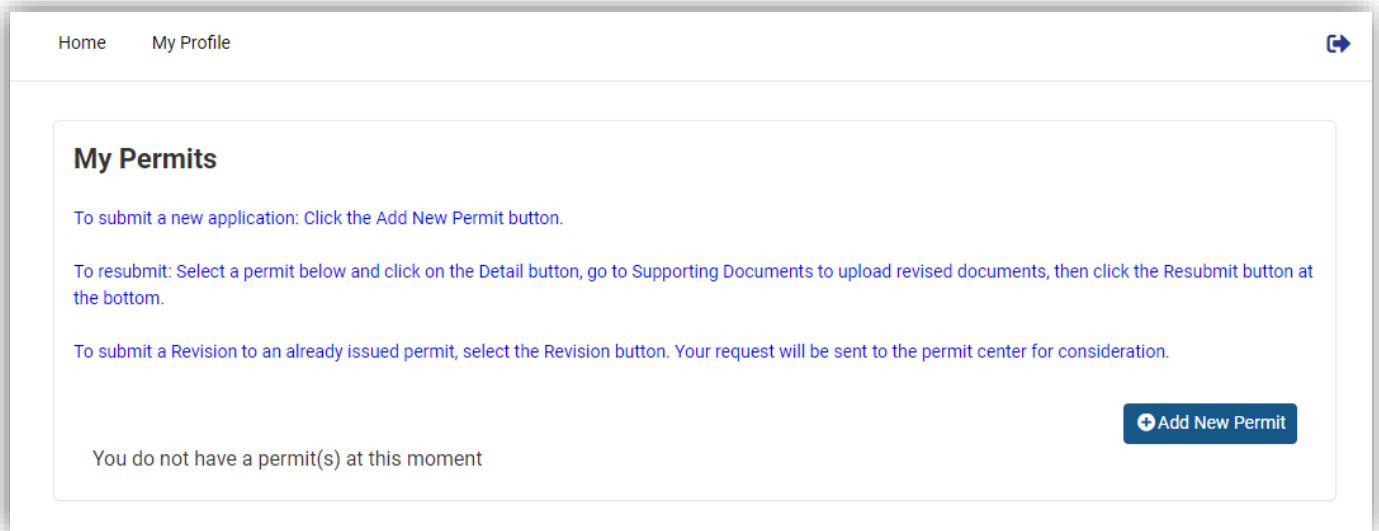 Home My Profile
My Permits
To submit a new application: Click the Add New Permit button.
To resubmit: Select a permit below and click on the Detail button, go to Supporting Documents to upload revised documents, then click the Resubmit button at
the bottom.
To submit a Revision to an already issued permit, select the Revision button. Your request will be sent to the permit center for consideration.
Add New Permit
You do not have a permit(s) at this moment